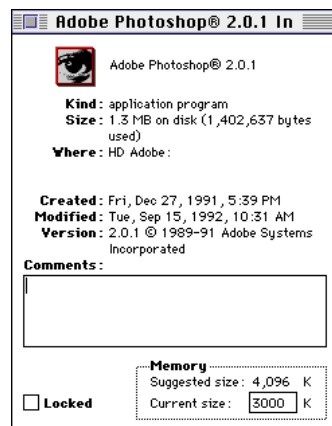 Adobe Photoshop® 2.0.1 In
Adobe Photoshop® 2.0.1
Kind: application program
Size: 1.3 MB on disk (1,402,637 bytes
used)
Where: HD Adobe:
Created: Fri, Dec 27, 1991, 5:39 PM
Modified: Tue, Sep 15, 1992, 10:31 AM
Version: 2.0.1 © 1989-91 Adobe Systems
Incorporated
Comments:
Memory
Suggested size: 4,096 K
Locked
Current size: 3000 K